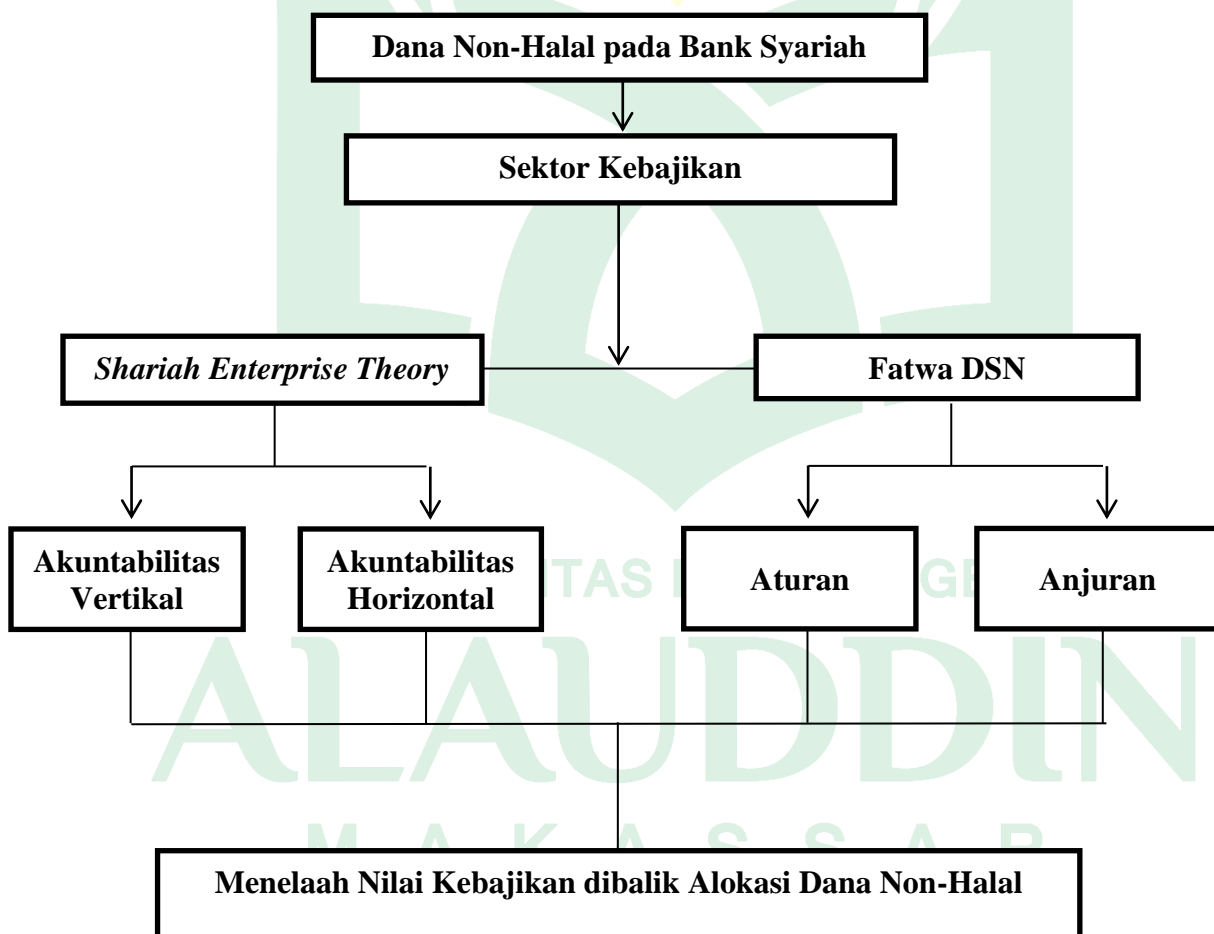 Dana Non-Halal pada Bank Syariah
Sektor Kebajikan
Shariah Enterprise Theory
Fatwa DSN
Akuntabilitas
Vertikal
Akuntabilitas
Horizontal
Aturan
Anjuran
ALAUDDIN
MAKASSAR
Menelaah Nilai Kebajikan dibalik Alokasi Dana Non-Halal